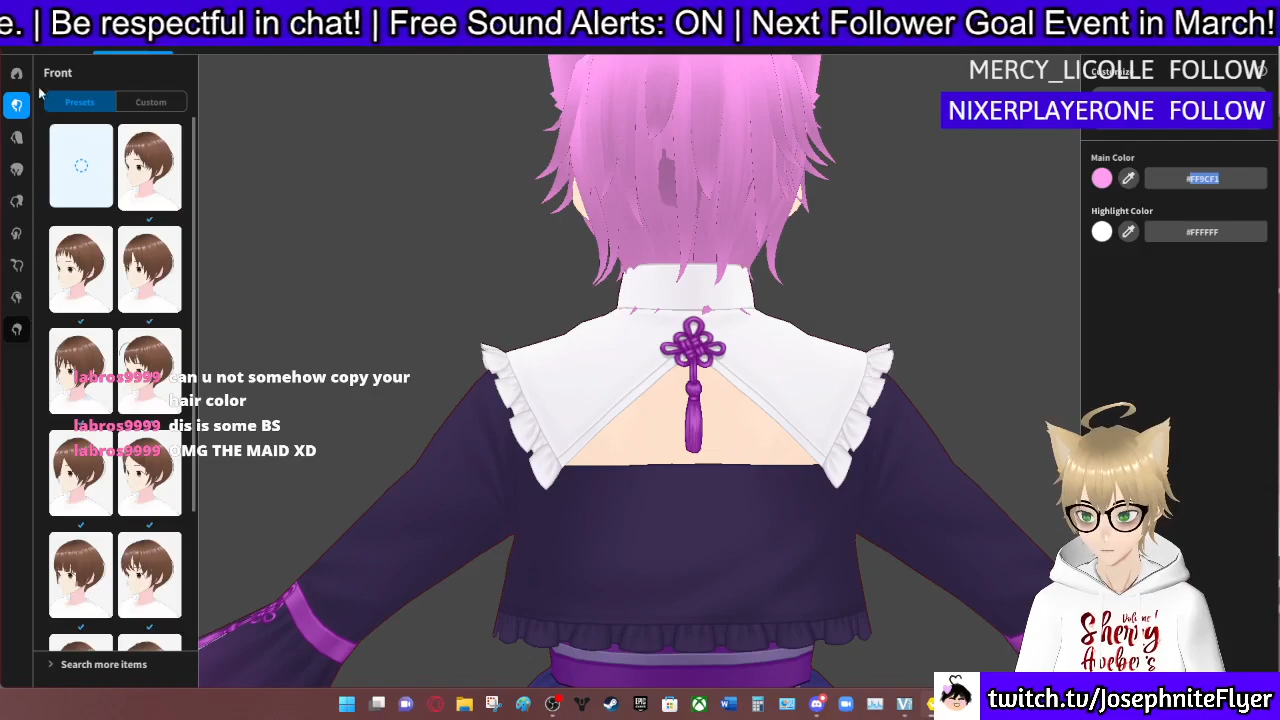 e. | Be respectful in chat! | Free Sound Alerts: ON | Next Follower Goal Event in March!
MERCY_LICOLLE FOLLOW
NIXERPLAYERONE FOLLOW
Front
Presets Custom
Main Color
#FF9CF1
Highlight Color
#FFFFFF
labros9999 can u not somehow copy your
hair color
labros9999 dis is some BS
labros9999 OMG THE MAID XD
Search more items
Sherry
twitch.tv/JosephniteFlyer